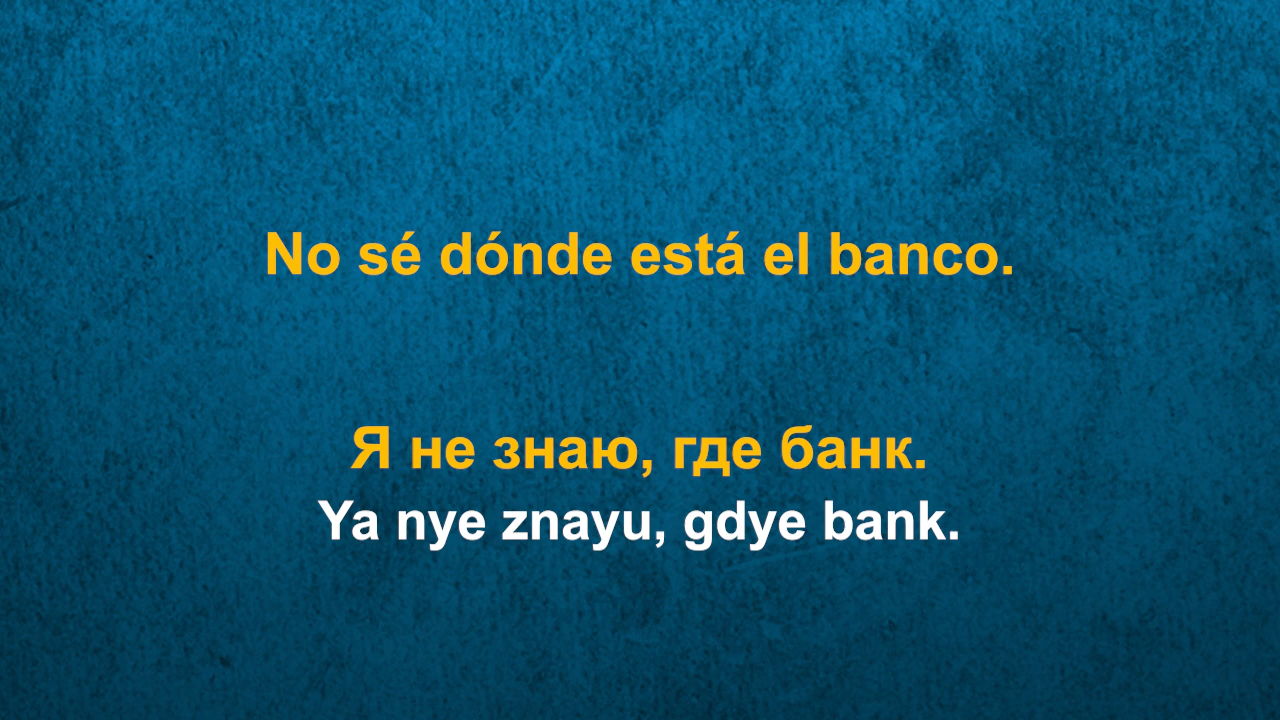 No sé dónde está el banco.
Я не знаю, где банк.
Ya nye znayu, gdye bank.